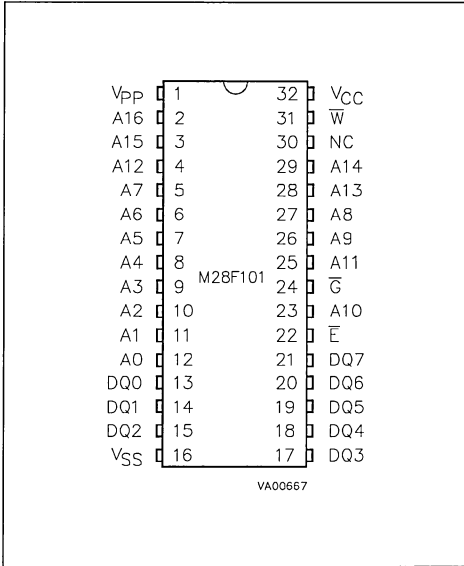 VPP 1 32 VCC
A16 2 31 W̅
A15 3 30 NC
A12 4 29 A14
A7 5 28 A13
A6 6 27 A8
A5 7 26 A9
A4 8 25 A11
M28F101
A3 9 24 G̅
A2 10 23 A10
A1 11 22 E̅
A0 12 21 DQ7
DQ0 13 20 DQ6
DQ1 14 19 DQ5
DQ2 15 18 DQ4
VSS 16 17 DQ3
VA00667